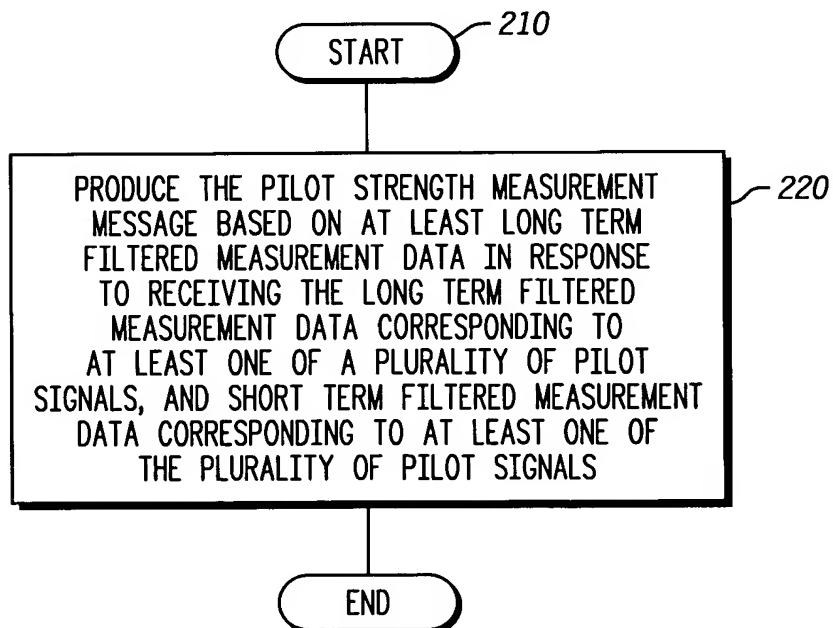 START
210
PRODUCE THE PILOT STRENGTH MEASUREMENT
MESSAGE BASED ON AT LEAST LONG TERM
FILTERED MEASUREMENT DATA IN RESPONSE
TO RECEIVING THE LONG TERM FILTERED
MEASUREMENT DATA CORRESPONDING TO
AT LEAST ONE OF A PLURALITY OF PILOT
SIGNALS, AND SHORT TERM FILTERED MEASUREMENT
DATA CORRESPONDING TO AT LEAST ONE OF
THE PLURALITY OF PILOT SIGNALS
220
END